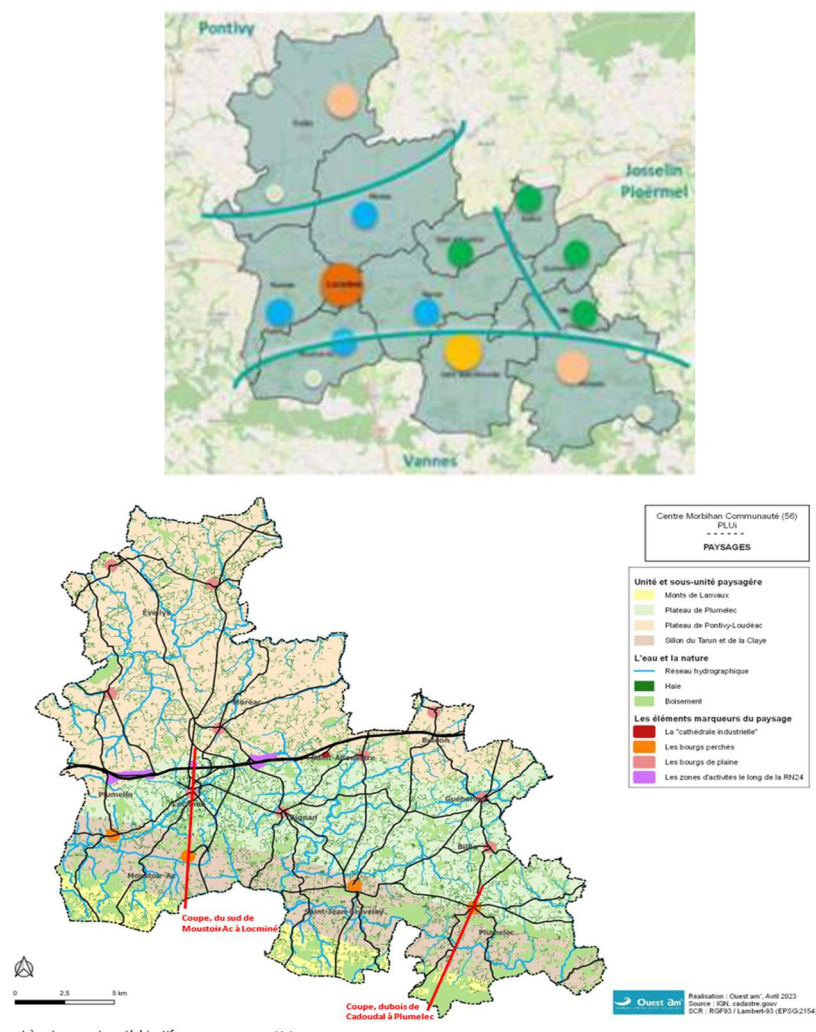 Pontivy
Josselin
Ploërmel
Vannes
Centre Morbihan Communauté (56)
PLUi
PAYSAGES
Unité et sous-unité paysagère
Monts de Lanvaux
Plateau de Plumelec
Plateau de Pontivy-Loudéac
Sillon du Tarun et de la Claye
L'eau et la nature
Réseau hydrographique
Haie
Boisement
Les éléments marqueurs du paysage
La "cathédrale industrielle"
Les bourgs perchés
Les bourgs de plaine
Les zones d'activités le long de la RN24
Évellys
Moréac
Buléon
Saint-Allouestre
Plumelin
Locminé
Guéhenno
Bignan
Billio
Moustoir-Ac
Saint-Jean-Brévelay
Plumelec
Coupe, du sud de
Moustoir-Ac à Locminé
Coupe, dubois de
Cadoudal à Plumelec
0 2,5 5 km
Ouest am'
Réalisation : Ouest am', Avril 2023
Source : IGN, cadastre.gouv
SCR : RGF93 / Lambert-93 (EPSG:2154)